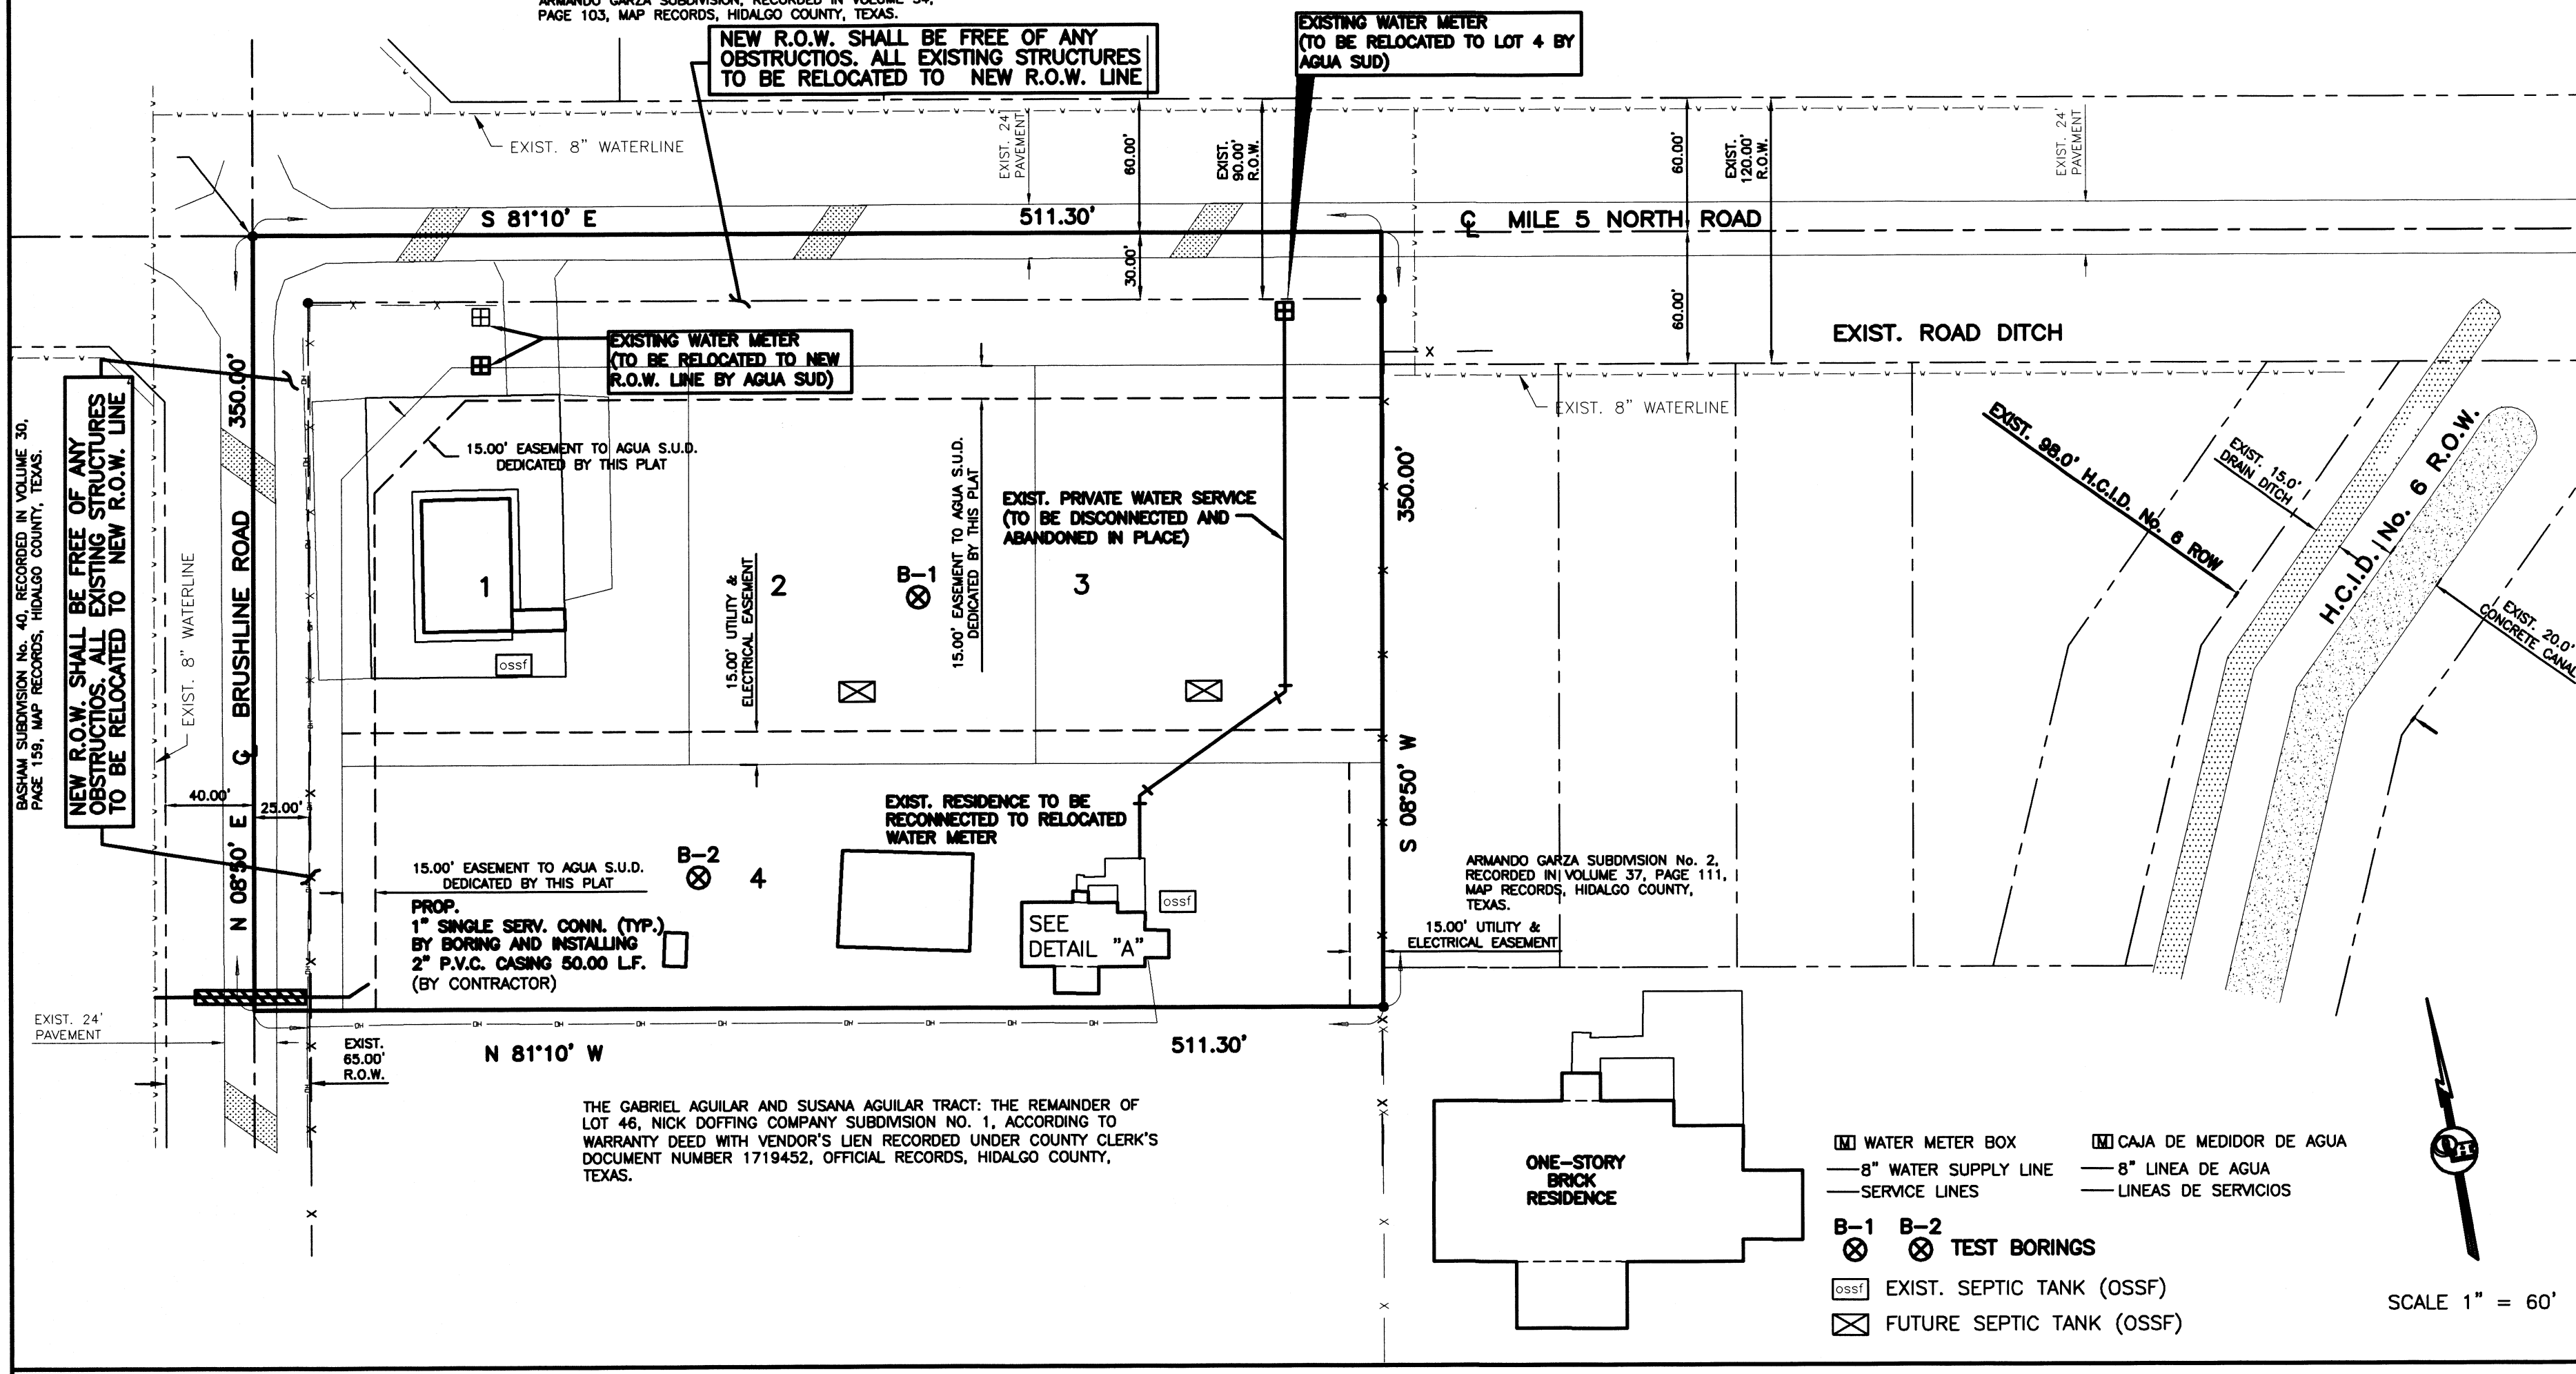 ARMANDO GARZA SUBDIVISION, RECORDED IN VOLUME 34,
PAGE 103, MAP RECORDS, HIDALGO COUNTY, TEXAS.
NEW R.O.W. SHALL BE FREE OF ANY
OBSTRUCTIOS. ALL EXISTING STRUCTURES
TO BE RELOCATED TO NEW R.O.W. LINE
EXISTING WATER METER
(TO BE RELOCATED TO LOT 4 BY
AGUA SUD)
EXIST. 8" WATERLINE
EXIST. 24'
PAVEMENT
60.00'
EXIST.
90.00'
R.O.W.
60.00'
EXIST.
120.00'
R.O.W.
EXIST. 24'
PAVEMENT
S 81°10' E
511.30'
℄ MILE 5 NORTH ROAD
30.00'
60.00'
EXIST. ROAD DITCH
EXISTING WATER METER
(TO BE RELOCATED TO NEW
R.O.W. LINE BY AGUA SUD)
EXIST. 8" WATERLINE
BASHAM SUBDIVISION No. 40, RECORDED IN VOLUME 30,
PAGE 159, MAP RECORDS, HIDALGO COUNTY, TEXAS.
NEW R.O.W. SHALL BE FREE OF ANY
OBSTRUCTIOS. ALL EXISTING STRUCTURES
TO BE RELOCATED TO NEW R.O.W. LINE
EXIST. 8" WATERLINE
N 08°50' E ℄ BRUSHLINE ROAD 350.00'
15.00' EASEMENT TO AGUA S.U.D.
DEDICATED BY THIS PLAT
1
ossf
15.00' UTILITY &
ELECTRICAL EASEMENT
2
B-1
15.00' EASEMENT TO AGUA S.U.D.
DEDICATED BY THIS PLAT
EXIST. PRIVATE WATER SERVICE
(TO BE DISCONNECTED AND
ABANDONED IN PLACE)
3
350.00'
S 08°50' W
EXIST. 98.0' H.C.I.D. No. 6 ROW
EXIST. 15.0'
DRAIN DITCH
H.C.I.D. No. 6 R.O.W.
EXIST. 20.0'
CONCRETE CANAL
40.00'
25.00'
EXIST. RESIDENCE TO BE
RECONNECTED TO RELOCATED
WATER METER
15.00' EASEMENT TO AGUA S.U.D.
DEDICATED BY THIS PLAT
B-2
4
PROP.
1" SINGLE SERV. CONN. (TYP.)
BY BORING AND INSTALLING
2" P.V.C. CASING 50.00 L.F.
(BY CONTRACTOR)
SEE
DETAIL "A"
ossf
ARMANDO GARZA SUBDIVISION No. 2,
RECORDED IN VOLUME 37, PAGE 111,
MAP RECORDS, HIDALGO COUNTY,
TEXAS.
15.00' UTILITY &
ELECTRICAL EASEMENT
EXIST. 24'
PAVEMENT
EXIST.
65.00'
R.O.W.
N 81°10' W
511.30'
THE GABRIEL AGUILAR AND SUSANA AGUILAR TRACT: THE REMAINDER OF
LOT 46, NICK DOFFING COMPANY SUBDIVISION NO. 1, ACCORDING TO
WARRANTY DEED WITH VENDOR'S LIEN RECORDED UNDER COUNTY CLERK'S
DOCUMENT NUMBER 1719452, OFFICIAL RECORDS, HIDALGO COUNTY,
TEXAS.
ONE-STORY
BRICK
RESIDENCE
M WATER METER BOX
8" WATER SUPPLY LINE
SERVICE LINES
M CAJA DE MEDIDOR DE AGUA
8" LINEA DE AGUA
LINEAS DE SERVICIOS
B-1 B-2
TEST BORINGS
ossf EXIST. SEPTIC TANK (OSSF)
FUTURE SEPTIC TANK (OSSF)
SCALE 1" = 60'